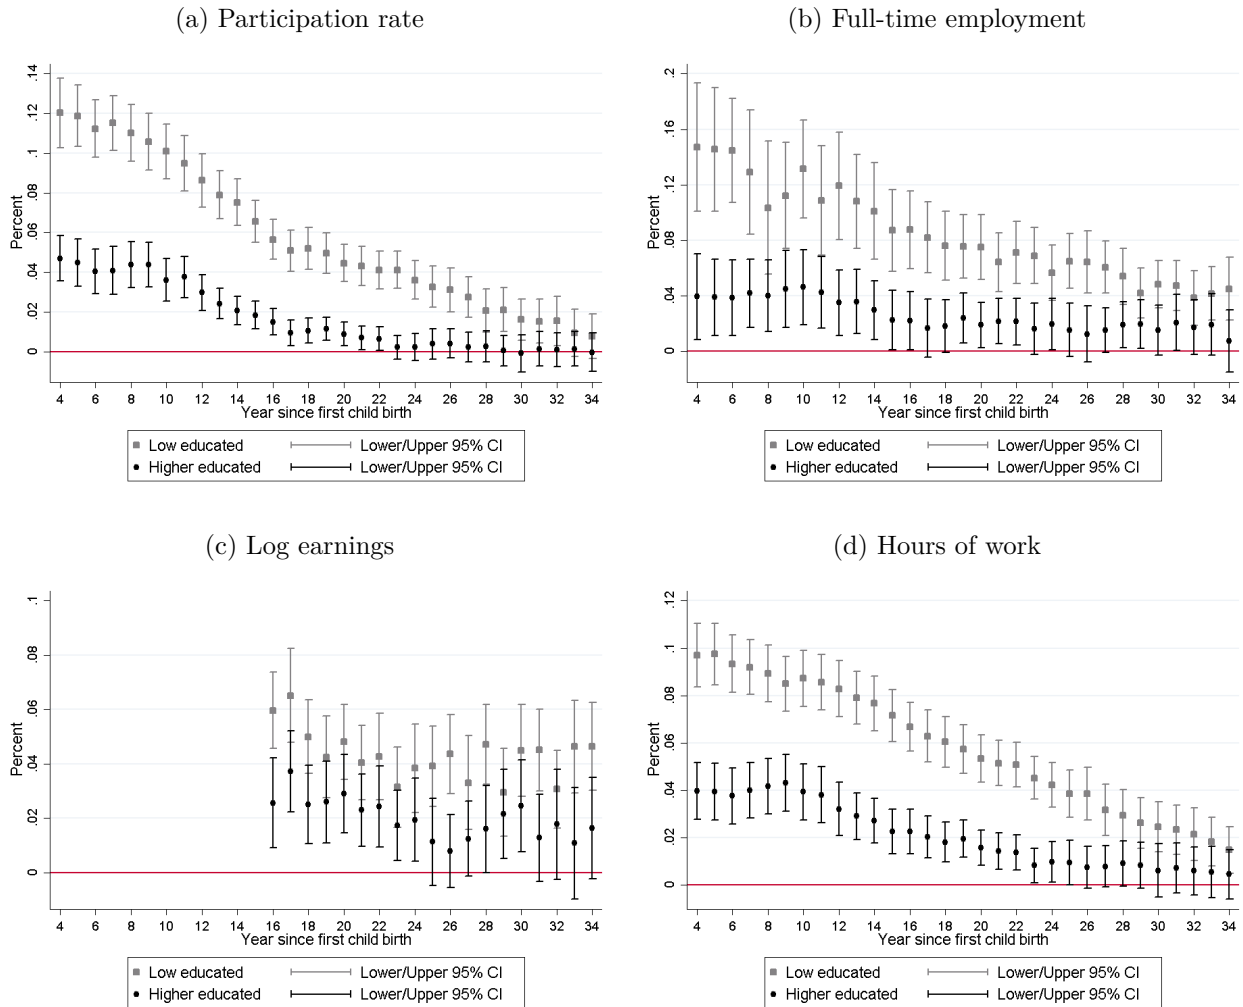 (a) Participation rate
Percent
.14
.12
.1
.08
.06
.04
.02
0
4 6 8 10 12 14 16 18 20 22 24 26 28 30 32 34
Year since first child birth
Low educated Lower/Upper 95% CI
Higher educated Lower/Upper 95% CI
(b) Full-time employment
Percent
.2
.16
.12
.08
.04
0
4 6 8 10 12 14 16 18 20 22 24 26 28 30 32 34
Year since first child birth
Low educated Lower/Upper 95% CI
Higher educated Lower/Upper 95% CI
(c) Log earnings
Percent
.1
.08
.06
.04
.02
0
4 6 8 10 12 14 16 18 20 22 24 26 28 30 32 34
Year since first child birth
Low educated Lower/Upper 95% CI
Higher educated Lower/Upper 95% CI
(d) Hours of work
Percent
.12
.1
.08
.06
.04
.02
0
4 6 8 10 12 14 16 18 20 22 24 26 28 30 32 34
Year since first child birth
Low educated Lower/Upper 95% CI
Higher educated Lower/Upper 95% CI